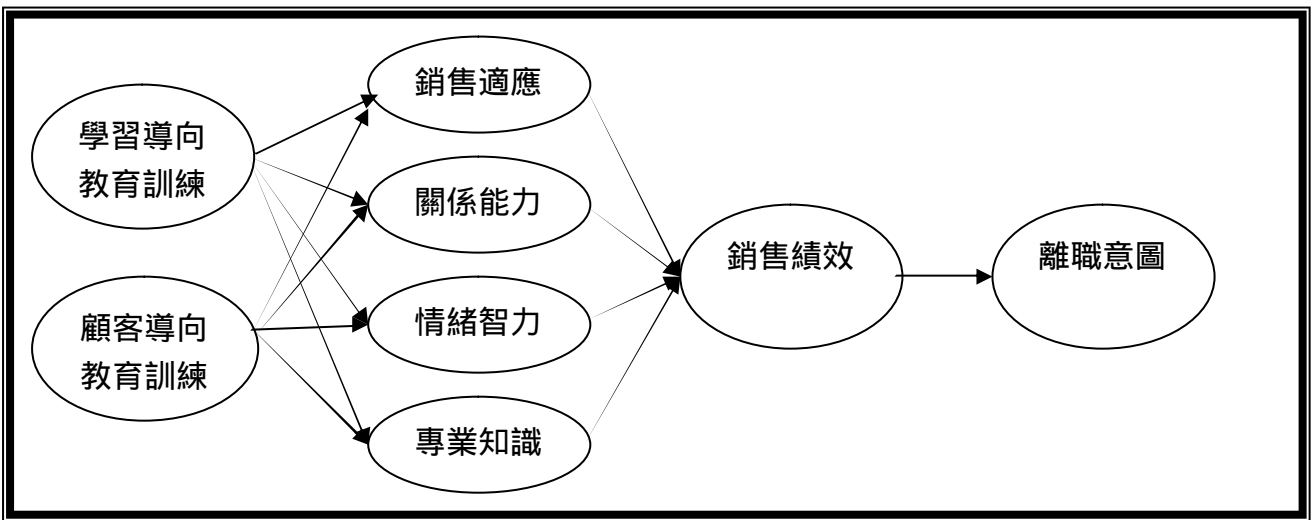 學習導向
教育訓練
顧客導向
教育訓練
銷售適應
關係能力
情緒智力
專業知識
銷售績效
離職意圖